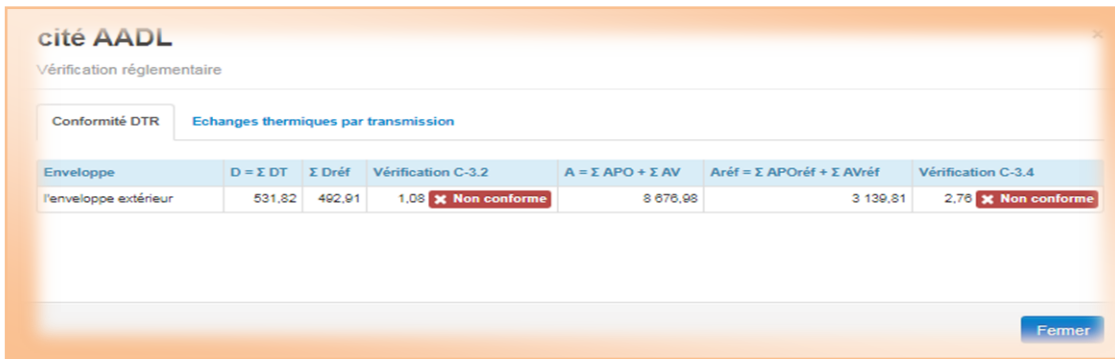 cité AADL
×
Vérification réglementaire
Conformité DTR Echanges thermiques par transmission
Enveloppe D = Σ DT Σ Dréf Vérification C-3.2 A = Σ APO + Σ AV Aréf = Σ APOréf + Σ AVréf Vérification C-3.4
l'enveloppe extérieur 531,82 492,91 1,08 ✖ Non conforme 8 676,98 3 139,81 2,76 ✖ Non conforme
Fermer